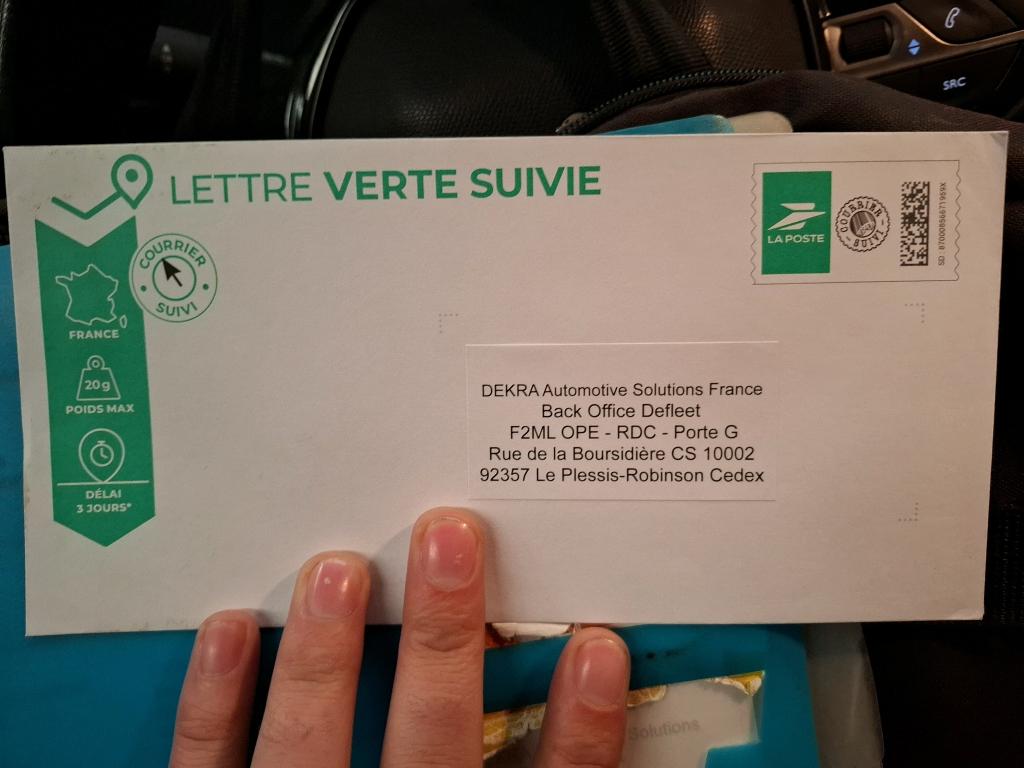 SRC
LETTRE VERTE SUIVIE
COURRIER
SUIVI
FRANCE
20g
POIDS MAX
DÉLAI
3 JOURS*
LA POSTE
COURRIER
SUIVI
SD : 87000856671959X
DEKRA Automotive Solutions France
Back Office Defleet
F2ML OPE - RDC - Porte G
Rue de la Boursidière CS 10002
92357 Le Plessis-Robinson Cedex
Solutions